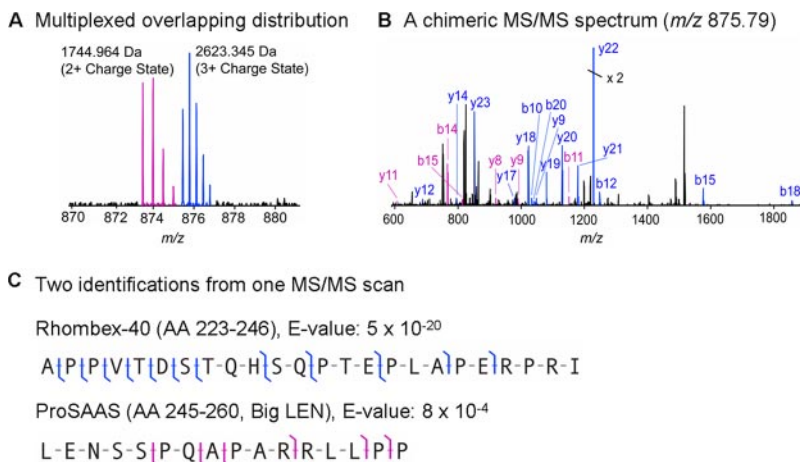 A Multiplexed overlapping distribution
1744.964 Da
(2+ Charge State)
2623.345 Da
(3+ Charge State)
870 872 874 876 878 880
m/z
B A chimeric MS/MS spectrum (m/z 875.79)
y22
x 2
y14
y23
b10 b20
y9
b14
y18
y20
b15
y8 y9
y19
b11
y21
y11
y12
y17
b12
b15
b18
600 800 1000 1200 1400 1600 1800
m/z
C Two identifications from one MS/MS scan
Rhombex-40 (AA 223-246), E-value: 5 x 10-20
A P P V T D S T-Q-H S-Q P-T-E P-L-A P-E R-P-R-I
ProSAAS (AA 245-260, Big LEN), E-value: 8 x 10-4
L-E-N-S-S P-Q A P-A-R R-L-L P P